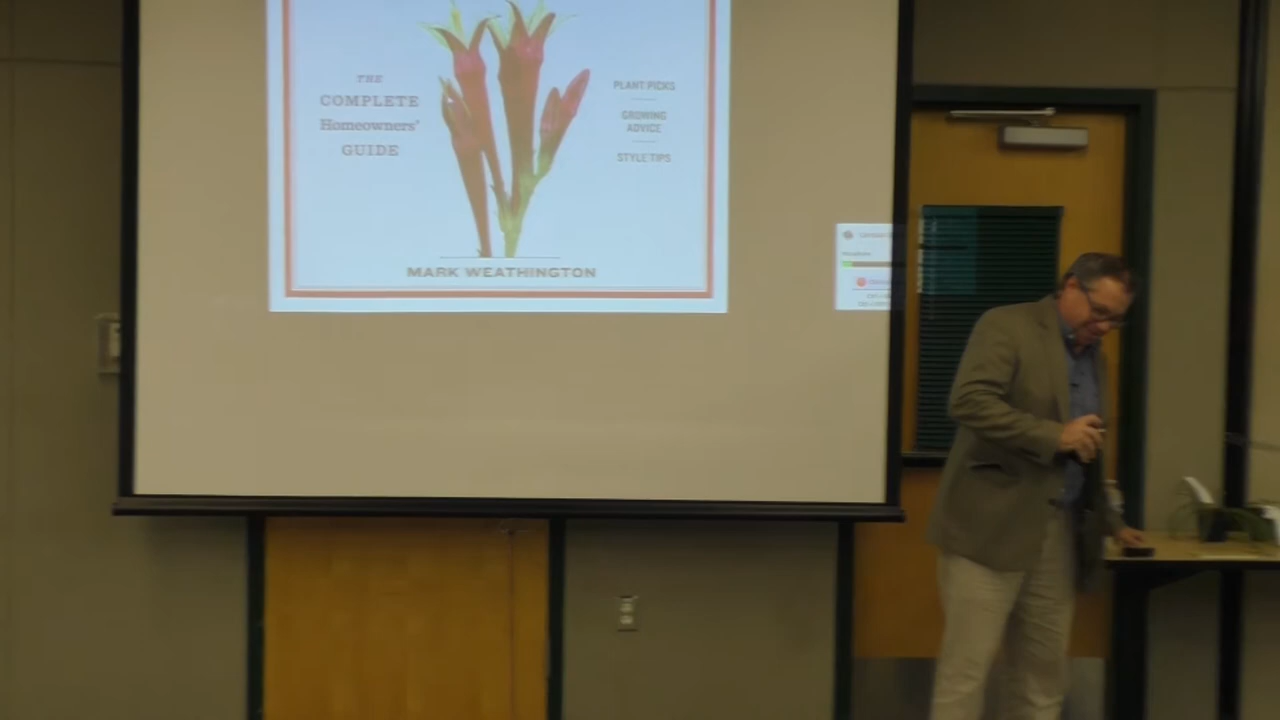 THE
COMPLETE
Homeowners'
GUIDE
PLANT PICKS
GROWING
ADVICE
STYLE TIPS
MARK WEATHINGTON